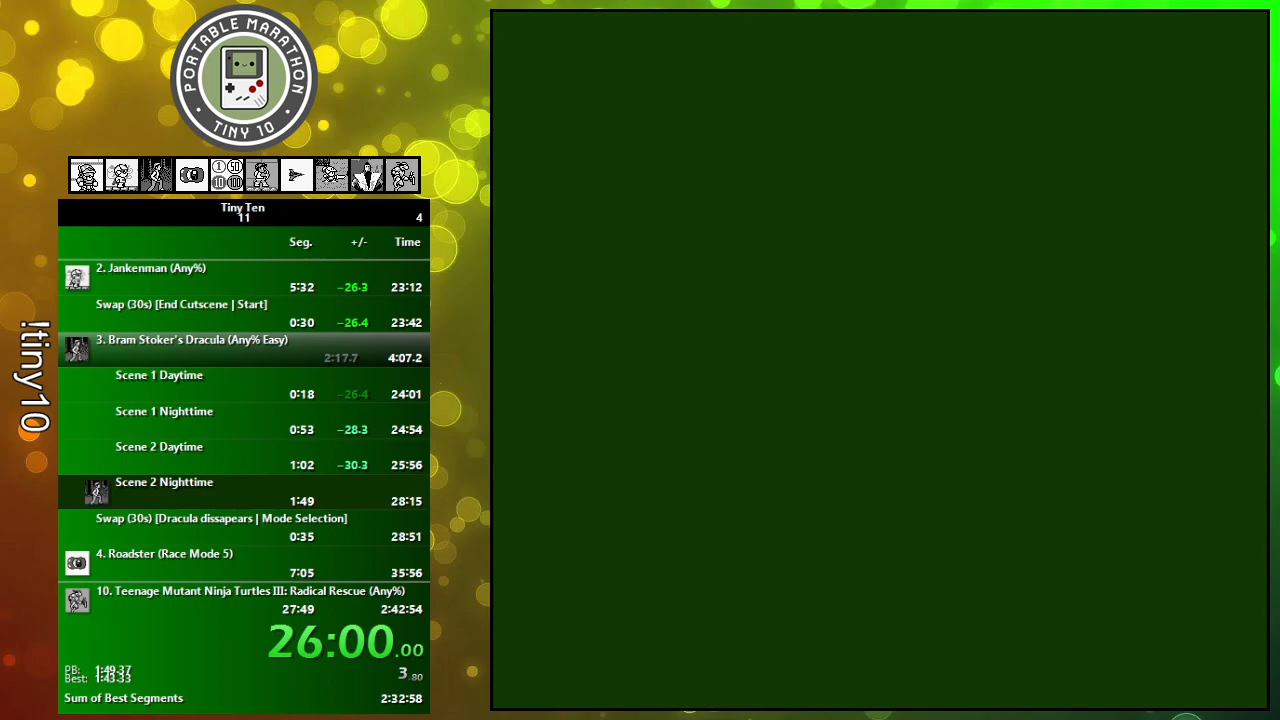 PORTABLE MARATHON
• TINY 10 •
Tiny Ten
11 4
Seg. +/- Time
2. Jankenman (Any%)
5:32 −26.3 23:12
Swap (30s) [End Cutscene | Start]
0:30 −26.4 23:42
3. Bram Stoker's Dracula (Any% Easy)
2:17.7 4:07.2
Scene 1 Daytime
0:18 −26.4 24:01
Scene 1 Nighttime
0:53 −28.3 24:54
Scene 2 Daytime
1:02 −30.3 25:56
Scene 2 Nighttime
1:49 28:15
Swap (30s) [Dracula dissapears | Mode Selection]
0:35 28:51
4. Roadster (Race Mode 5)
7:05 35:56
10. Teenage Mutant Ninja Turtles III: Radical Rescue (Any%)
27:49 2:42:54
26:00.00
PB: 1:49.37
Best: 1:43.33
3.80
Sum of Best Segments 2:32:58
!tiny10